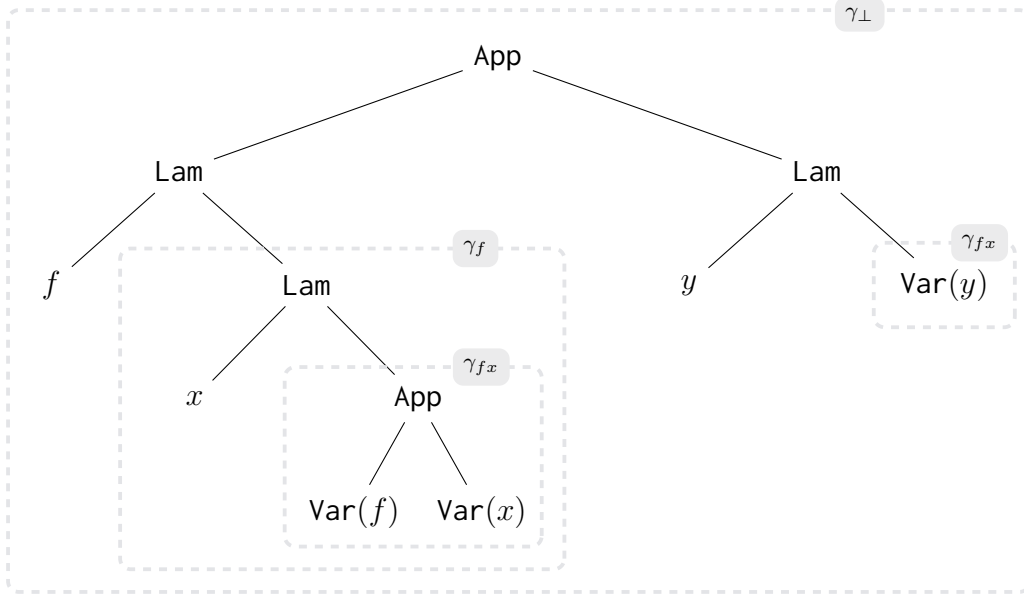 γ⊥
App
Lam Lam
γf γfx
f Lam y Var(y)
γfx
x App
Var(f) Var(x)